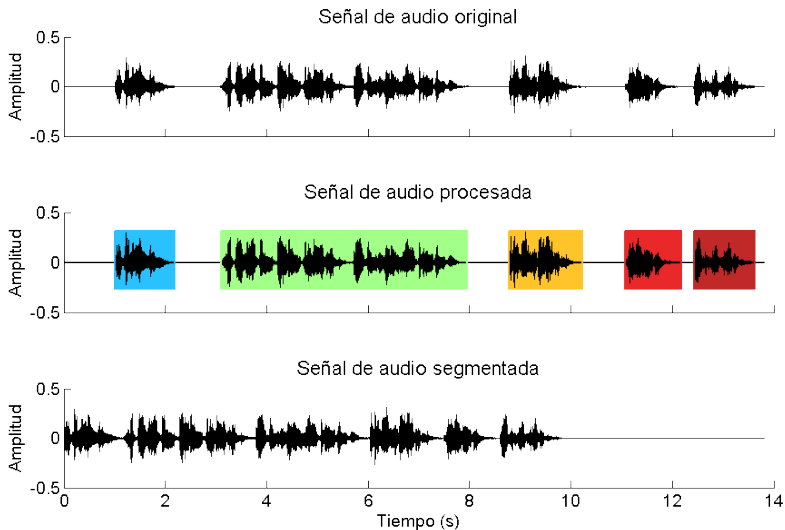 Señal de audio original
0.5
0
-0.5
Amplitud
Señal de audio procesada
0.5
0
-0.5
Amplitud
Señal de audio segmentada
0.5
0
-0.5
Amplitud
0 2 4 6 8 10 12 14
Tiempo (s)